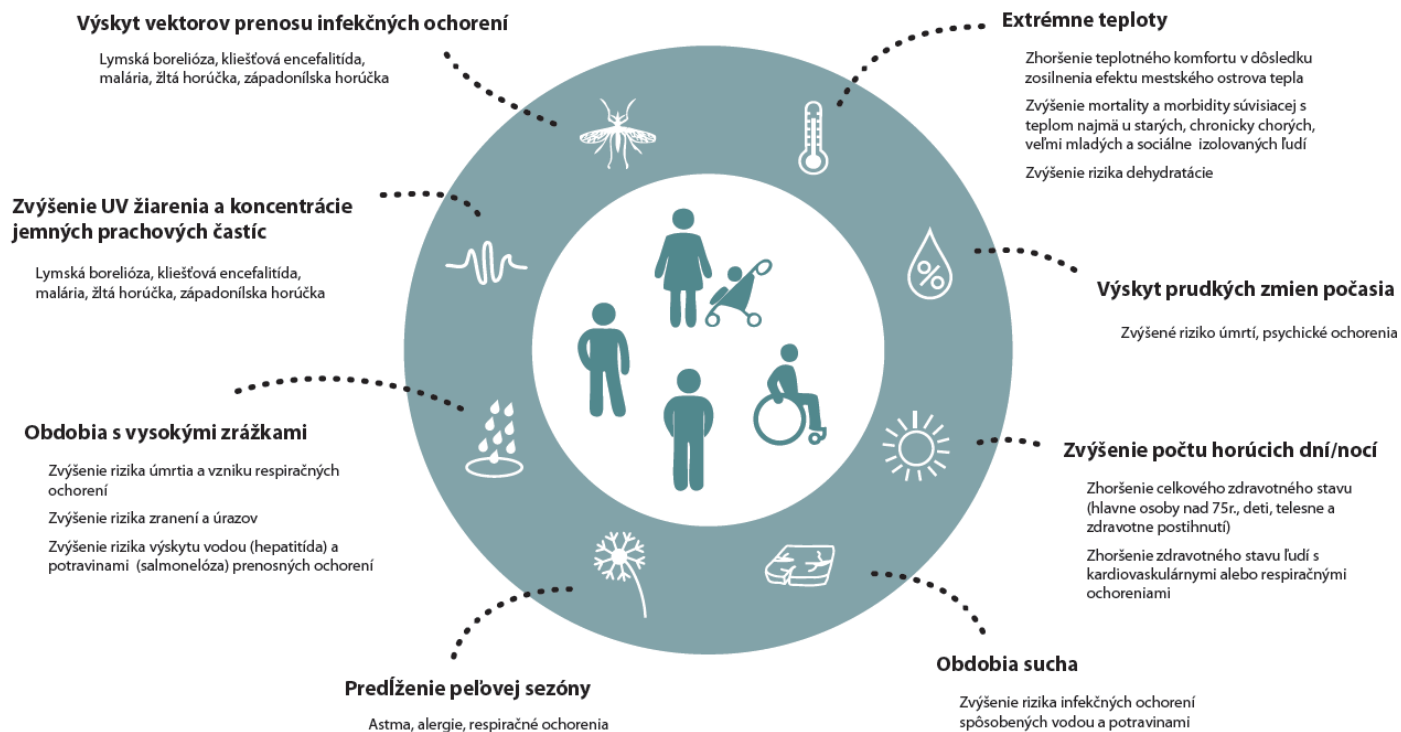 Výskyt vektorov prenosu infekčných ochorení
Lymská borelióza, kliešťová encefalitída,
malária, žltá horúčka, západonílska horúčka
Extrémne teploty
Zhoršenie teplotného komfortu v dôsledku
zosilnenia efektu mestského ostrova tepla
Zvýšenie mortality a morbidity súvisiacej s
teplom najmä u starých, chronicky chorých,
veľmi mladých a sociálne izolovaných ľudí
Zvýšenie rizika dehydratácie
Zvýšenie UV žiarenia a koncentrácie
jemných prachových častíc
Lymská borelióza, kliešťová encefalitída,
malária, žltá horúčka, západonílska horúčka
%
Výskyt prudkých zmien počasia
Zvýšené riziko úmrtí, psychické ochorenia
Obdobia s vysokými zrážkami
Zvýšenie rizika úmrtia a vzniku respiračných
ochorení
Zvýšenie rizika zranení a úrazov
Zvýšenie rizika výskytu vodou (hepatitída) a
potravinami (salmonelóza) prenosných ochorení
Zvýšenie počtu horúcich dní/nocí
Zhoršenie celkového zdravotného stavu
(hlavne osoby nad 75r., deti, telesne a
zdravotne postihnutí)
Zhoršenie zdravotného stavu ľudí s
kardiovaskulárnymi alebo respiračnými
ochoreniami
Predĺženie peľovej sezóny
Astma, alergie, respiračné ochorenia
Obdobia sucha
Zvýšenie rizika infekčných ochorení
spôsobených vodou a potravinami